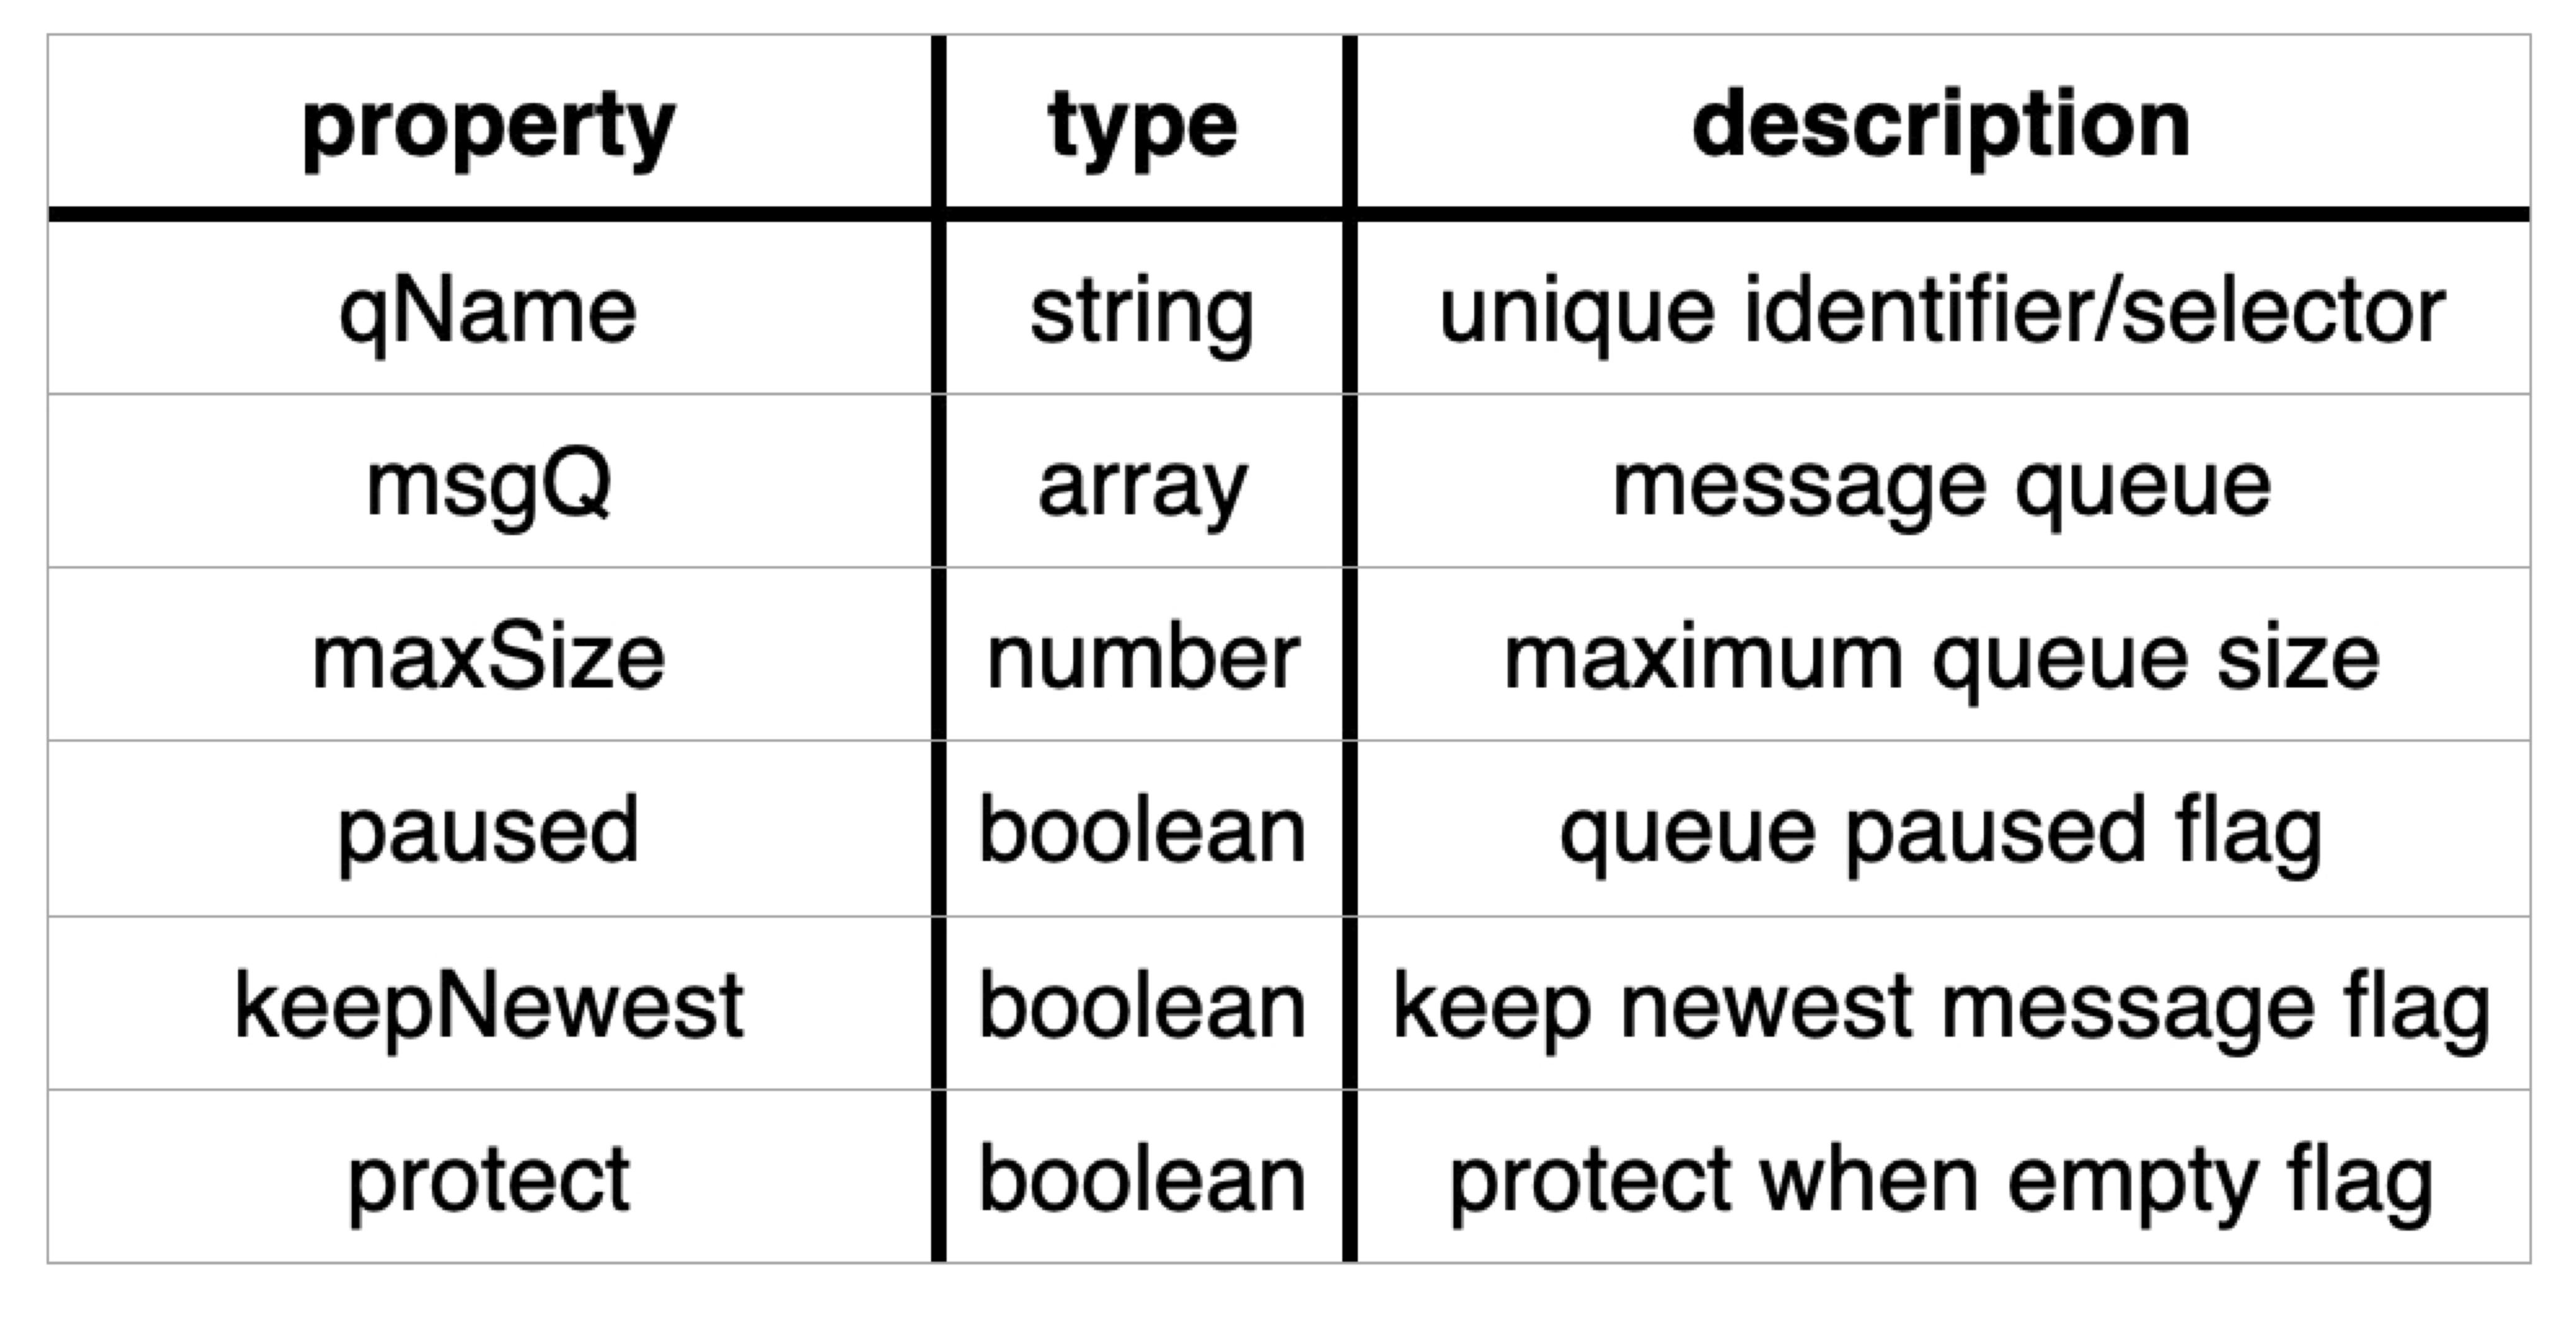 property type description
qName string unique identifier/selector
msgQ array message queue
maxSize number maximum queue size
paused boolean queue paused flag
keepNewest boolean keep newest message flag
protect boolean protect when empty flag